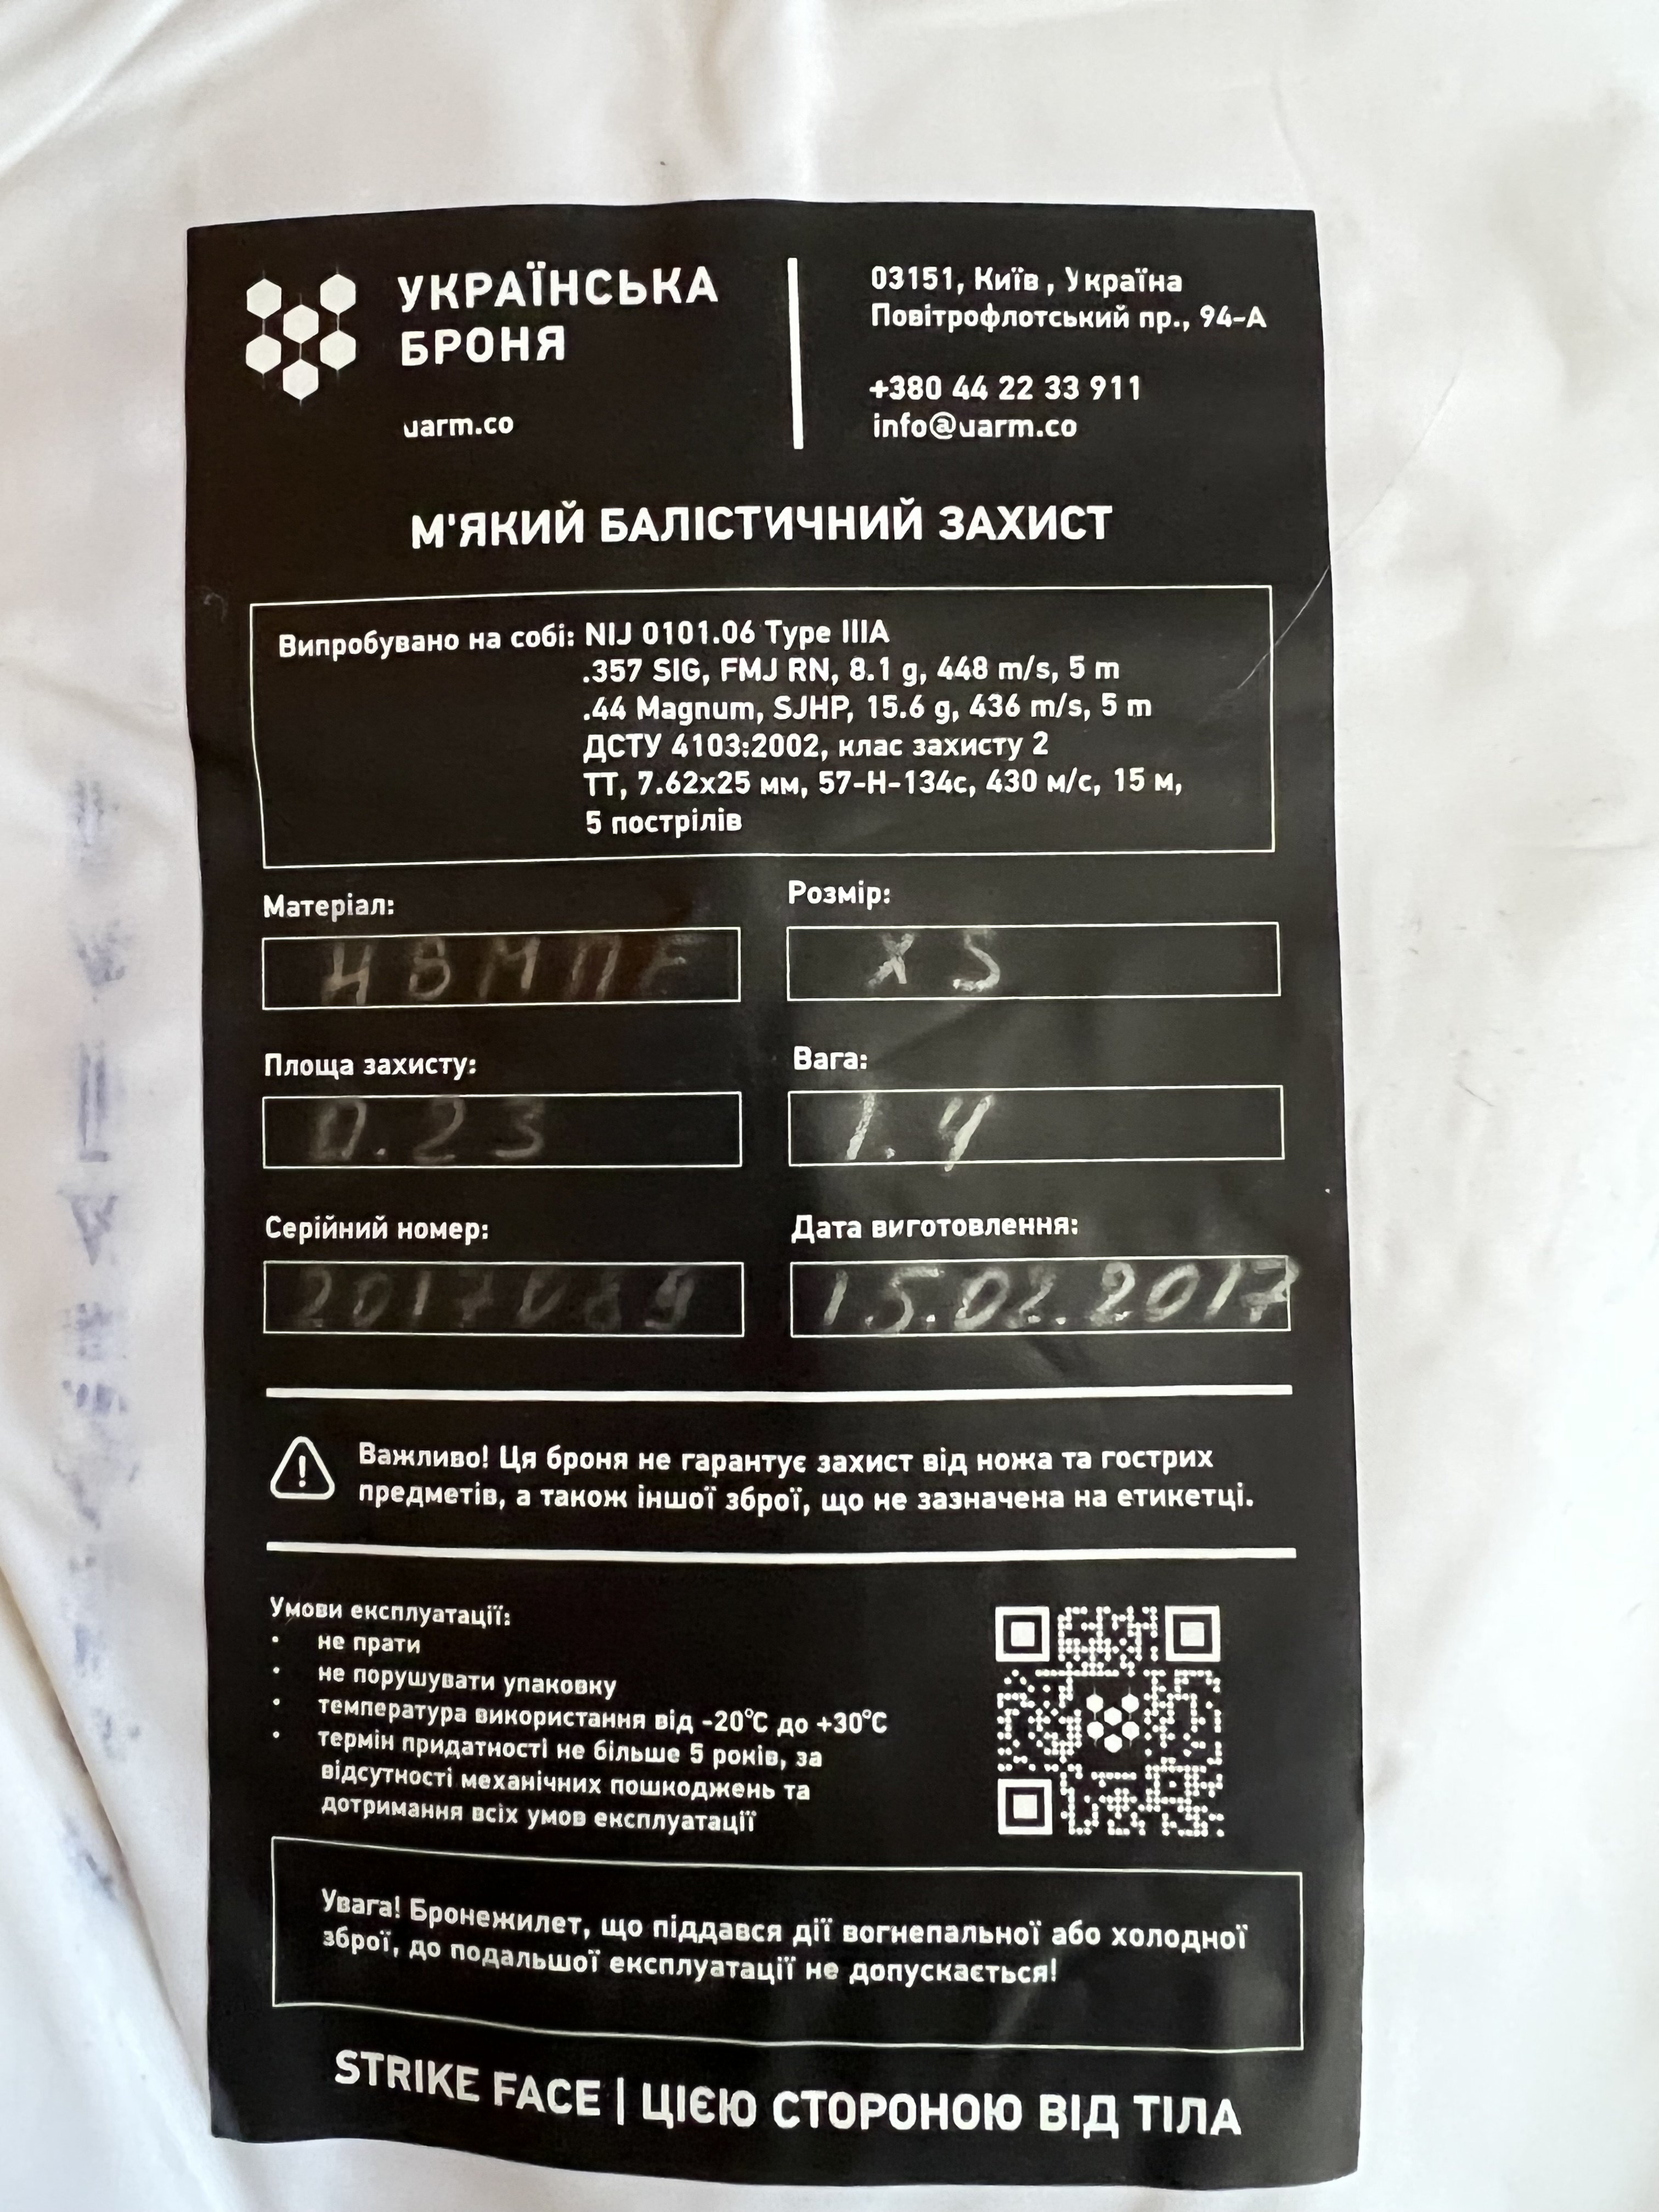 УКРАЇНСЬКА
БРОНЯ
uarm.co
03151, Київ, Україна
Повітрофлотський пр., 94-А
+380 44 22 33 911
info@uarm.co
М'ЯКИЙ БАЛІСТИЧНИЙ ЗАХИСТ
Випробувано на собі: NIJ 0101.06 Type IIIA
.357 SIG, FMJ RN, 8.1 g, 448 m/s, 5 m
.44 Magnum, SJHP, 15.6 g, 436 m/s, 5 m
ДСТУ 4103:2002, клас захисту 2
ТТ, 7.62х25 мм, 57-Н-134с, 430 м/с, 15 м,
5 пострілів
Матеріал: Розмір:
XS
Площа захисту: Вага:
0.23 1.4
Серійний номер: Дата виготовлення:
15.02.2017
Важливо! Ця броня не гарантує захист від ножа та гострих
предметів, а також іншої зброї, що не зазначена на етикетці.
Умови експлуатації:
• не прати
• не порушувати упаковку
• температура використання від -20°C до +30°C
• термін придатності не більше 5 років, за
відсутності механічних пошкоджень та
дотримання всіх умов експлуатації
Увага! Бронежилет, що піддався дії вогнепальної або холодної
зброї, до подальшої експлуатації не допускається!
STRIKE FACE | ЦІЄЮ СТОРОНОЮ ВІД ТІЛА